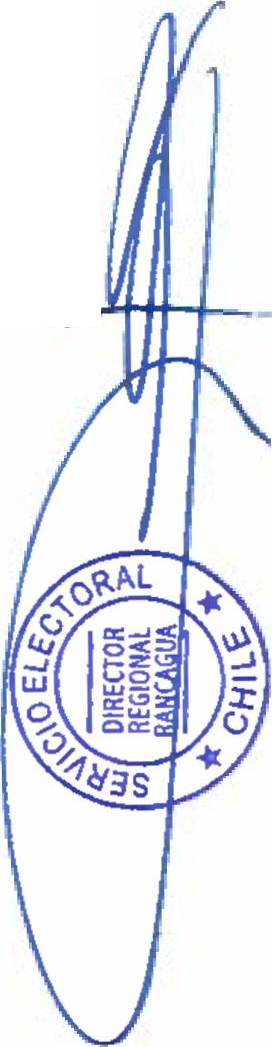 SERVICIO ELECTORAL
DIRECTOR
REGIONAL
RANCAGUA
★ CHILE ★